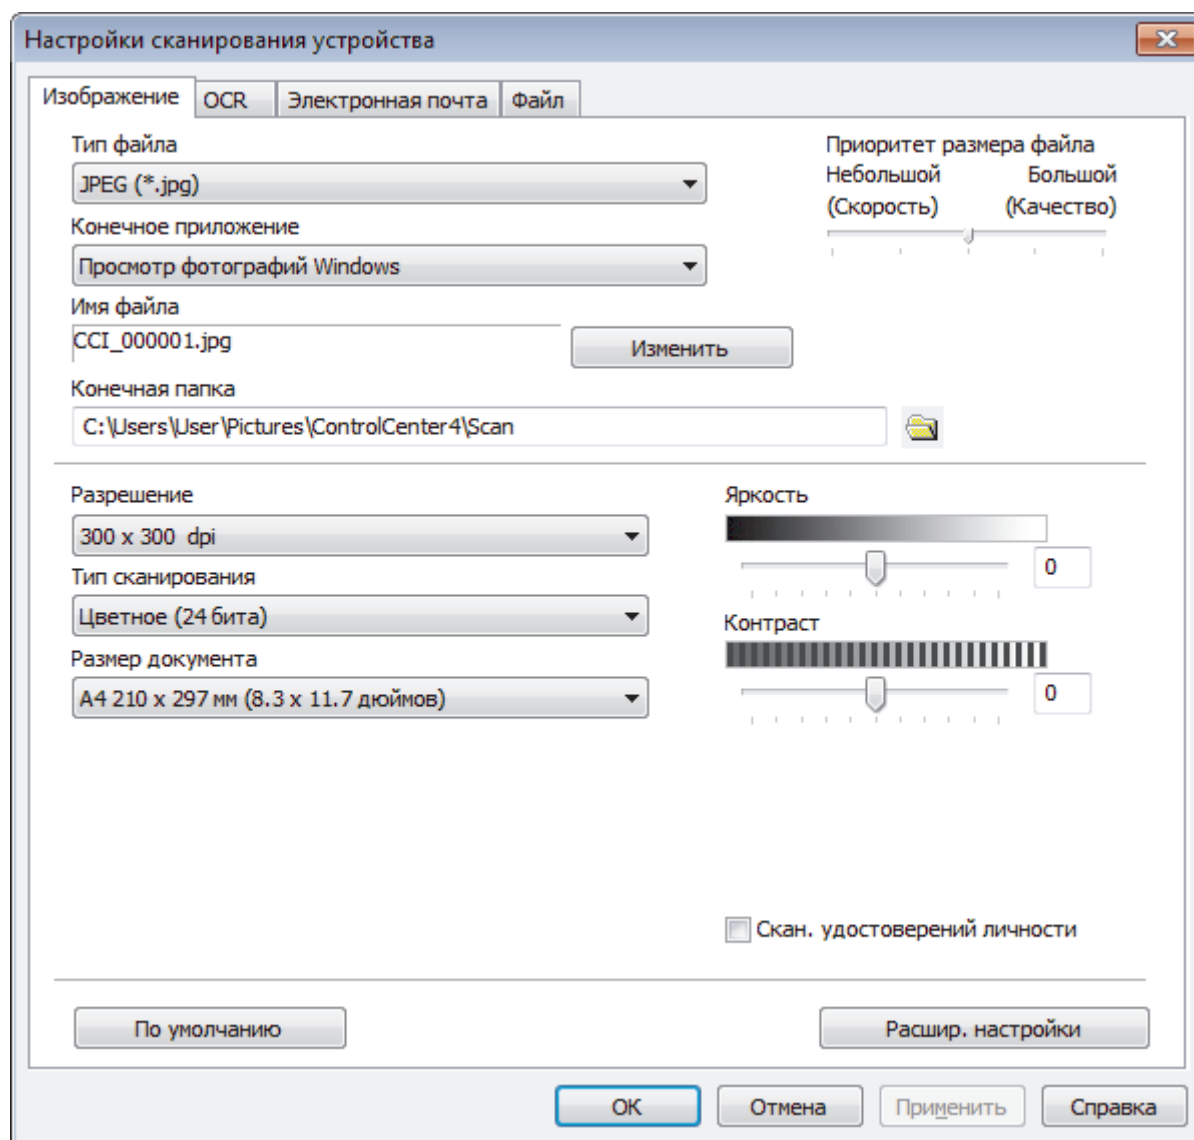 Настройки сканирования устройства
Изображение OCR Электронная почта Файл
Тип файла
JPEG (*.jpg)
Конечное приложение
Просмотр фотографий Windows
Имя файла
CCI_000001.jpg
Изменить
Конечная папка
C:\Users\User\Pictures\ControlCenter4\Scan
Приоритет размера файла
Небольшой Большой
(Скорость) (Качество)
Разрешение
300 x 300 dpi
Тип сканирования
Цветное (24 бита)
Размер документа
A4 210 x 297 мм (8.3 x 11.7 дюймов)
Яркость
0
Контраст
0
Скан. удостоверений личности
По умолчанию
Расшир. настройки
OK
Отмена
Применить
Справка